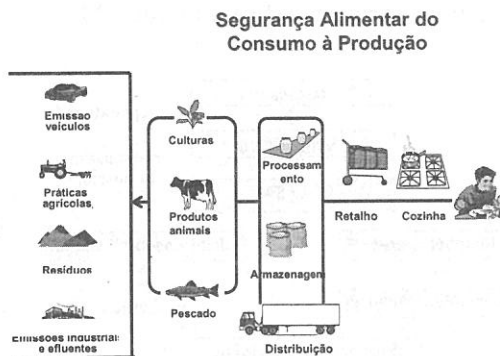 Segurança Alimentar do
Consumo à Produção
Emissão
veículos
Práticas
agrícolas,
Resíduos
Emissões industriais
e efluentes
Culturas
Produtos
animais
Pescado
Processam
ento
Armazenagem
Distribuição
Retalho
Cozinha